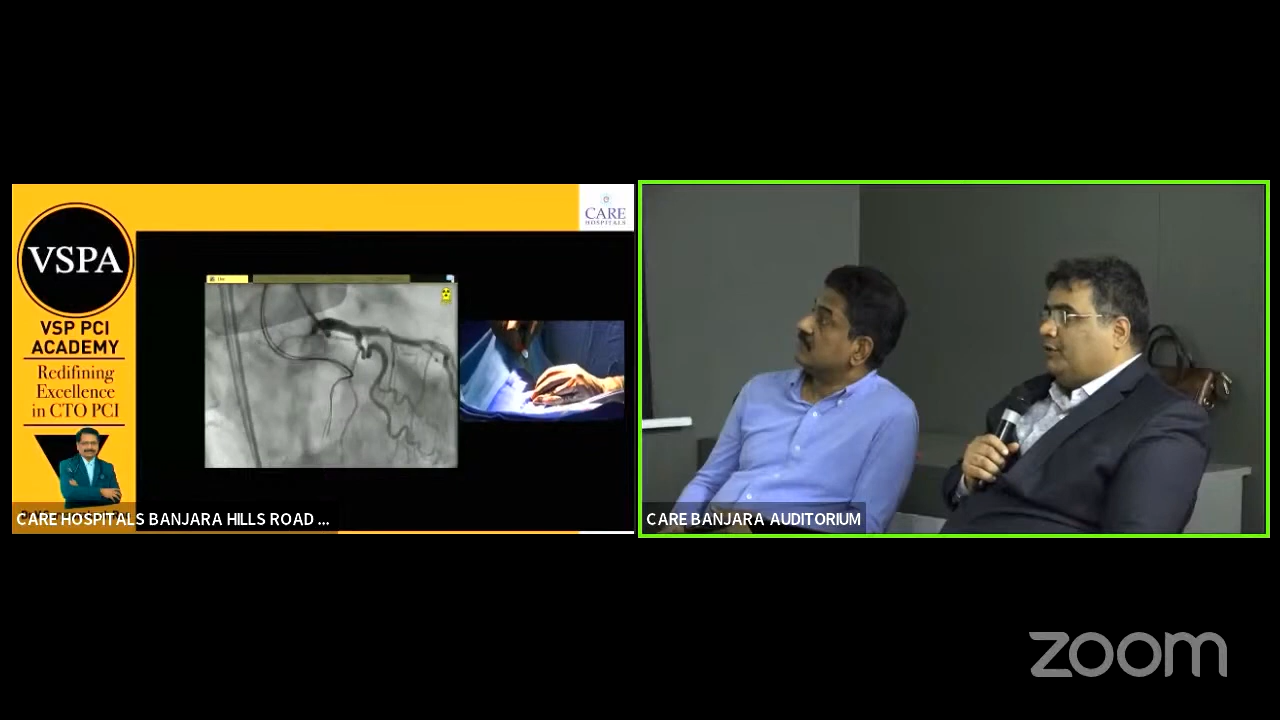 VSPA
VSP PCI
ACADEMY
Redifining
Excellence
in CTO PCI
CARE
HOSPITALS
CARE HOSPITALS BANJARA HILLS ROAD ...
CARE BANJARA AUDITORIUM
zoom